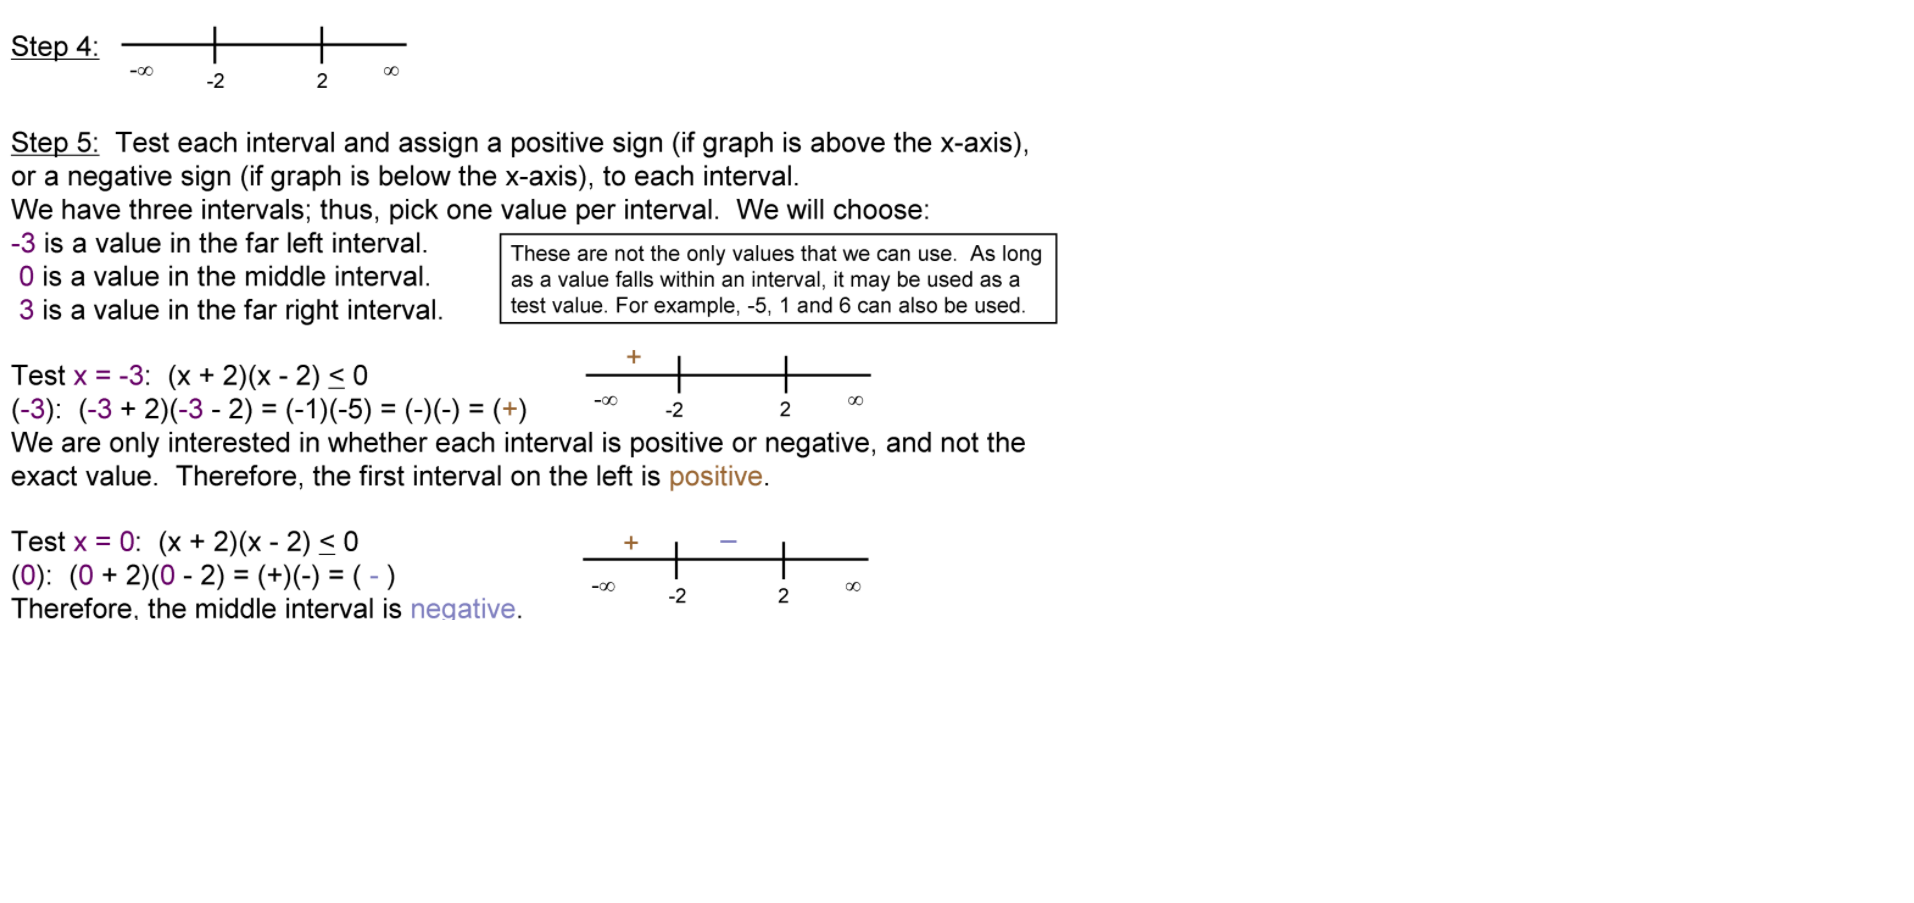 Step 4:
-∞ -2 2 ∞
Step 5:  Test each interval and assign a positive sign (if graph is above the x-axis),
or a negative sign (if graph is below the x-axis), to each interval.
We have three intervals; thus, pick one value per interval.  We will choose:
-3 is a value in the far left interval.
0 is a value in the middle interval.
3 is a value in the far right interval.
These are not the only values that we can use.  As long
as a value falls within an interval, it may be used as a
test value. For example, -5, 1 and 6 can also be used.
Test x = -3:  (x + 2)(x - 2) ≤ 0
(-3):  (-3 + 2)(-3 - 2) = (-1)(-5) = (-)(-) = (+)
+
-∞ -2 2 ∞
We are only interested in whether each interval is positive or negative, and not the
exact value.  Therefore, the first interval on the left is positive.
Test x = 0:  (x + 2)(x - 2) ≤ 0
(0):  (0 + 2)(0 - 2) = (+)(-) = ( - )
Therefore, the middle interval is negative.
+ −
-∞ -2 2 ∞